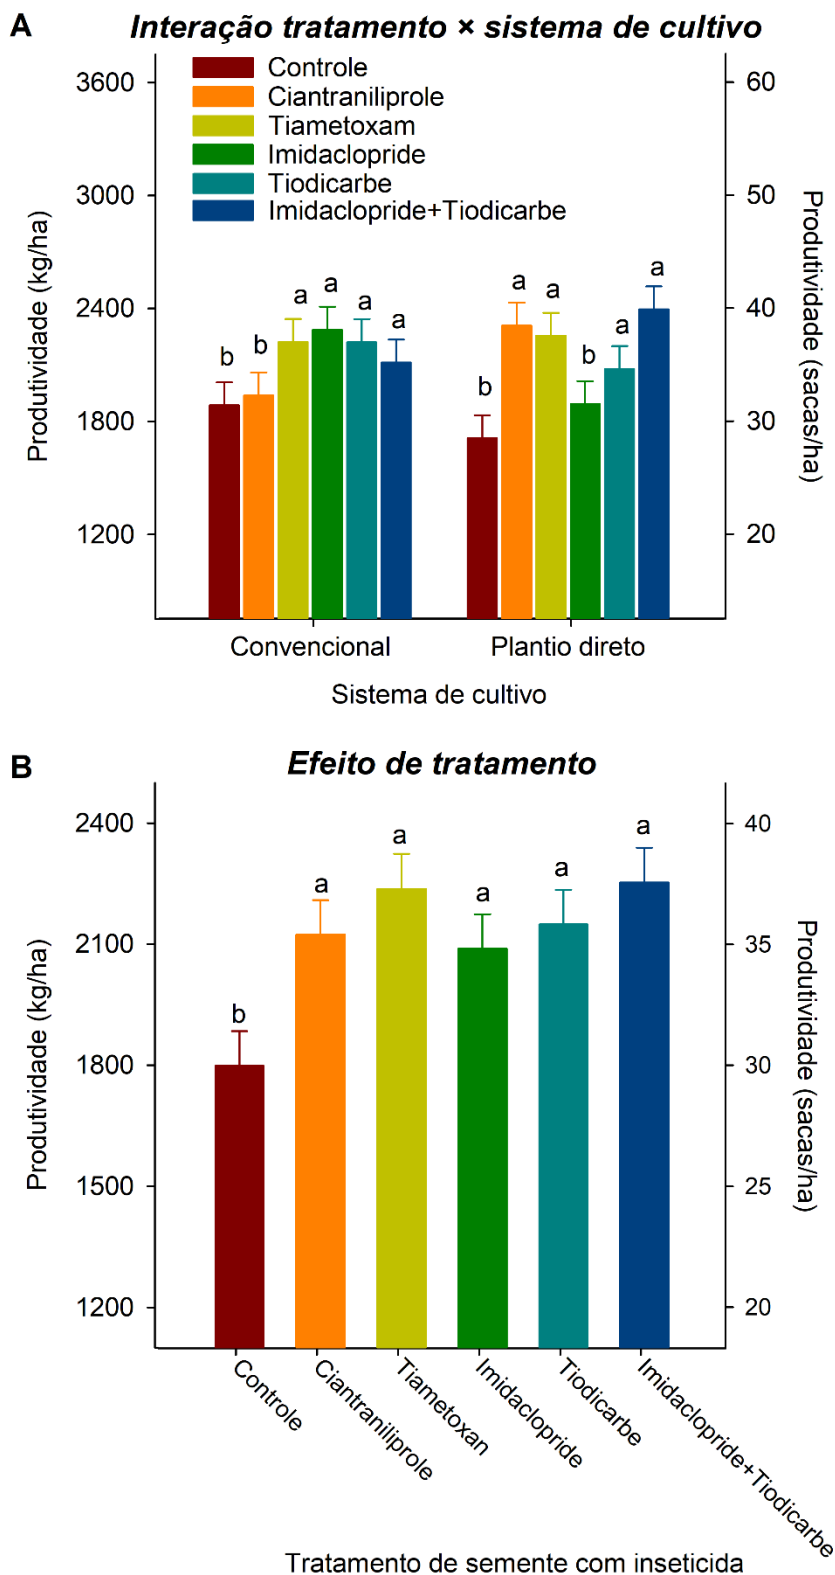 A
Interação tratamento × sistema de cultivo
3600
3000
2400
1800
1200
Produtividade (kg/ha)
Controle
Ciantraniliprole
Tiametoxam
Imidaclopride
Tiodicarbe
Imidaclopride+Tiodicarbe
b b a a a a
b a a b a a
60
50
40
30
20
Produtividade (sacas/ha)
Convencional Plantio direto
Sistema de cultivo
B
Efeito de tratamento
2400
2100
1800
1500
1200
Produtividade (kg/ha)
b a a a a a
40
35
30
25
20
Produtividade (sacas/ha)
Controle
Ciantraniliprole
Tiametoxan
Imidaclopride
Tiodicarbe
Imidaclopride+Tiodicarbe
Tratamento de semente com inseticida